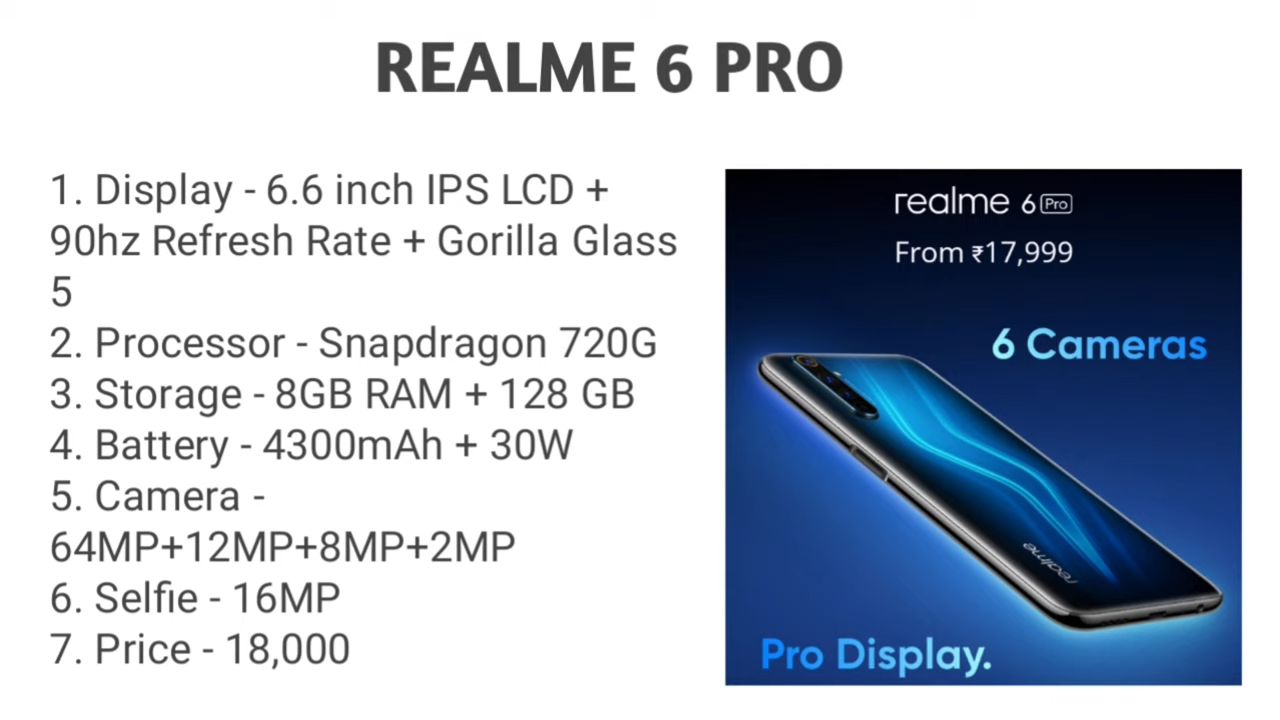 REALME 6 PRO
1. Display - 6.6 inch IPS LCD +
90hz Refresh Rate + Gorilla Glass
5
2. Processor - Snapdragon 720G
3. Storage - 8GB RAM + 128 GB
4. Battery - 4300mAh + 30W
5. Camera -
64MP+12MP+8MP+2MP
6. Selfie - 16MP
7. Price - 18,000
realme 6 Pro
From ₹17,999
6 Cameras
realme
Pro Display.